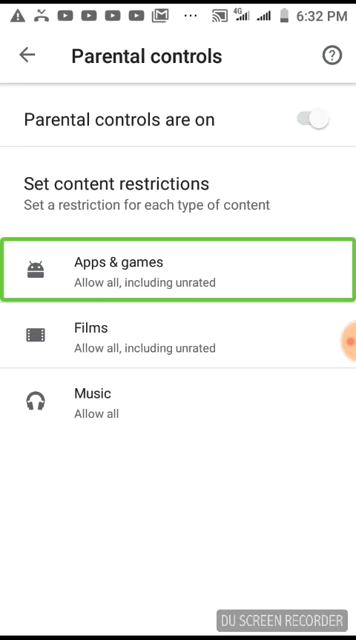 4G 6:32 PM
Parental controls
Parental controls are on
Set content restrictions
Set a restriction for each type of content
Apps & games
Allow all, including unrated
Films
Allow all, including unrated
Music
Allow all
DU SCREEN RECORDER